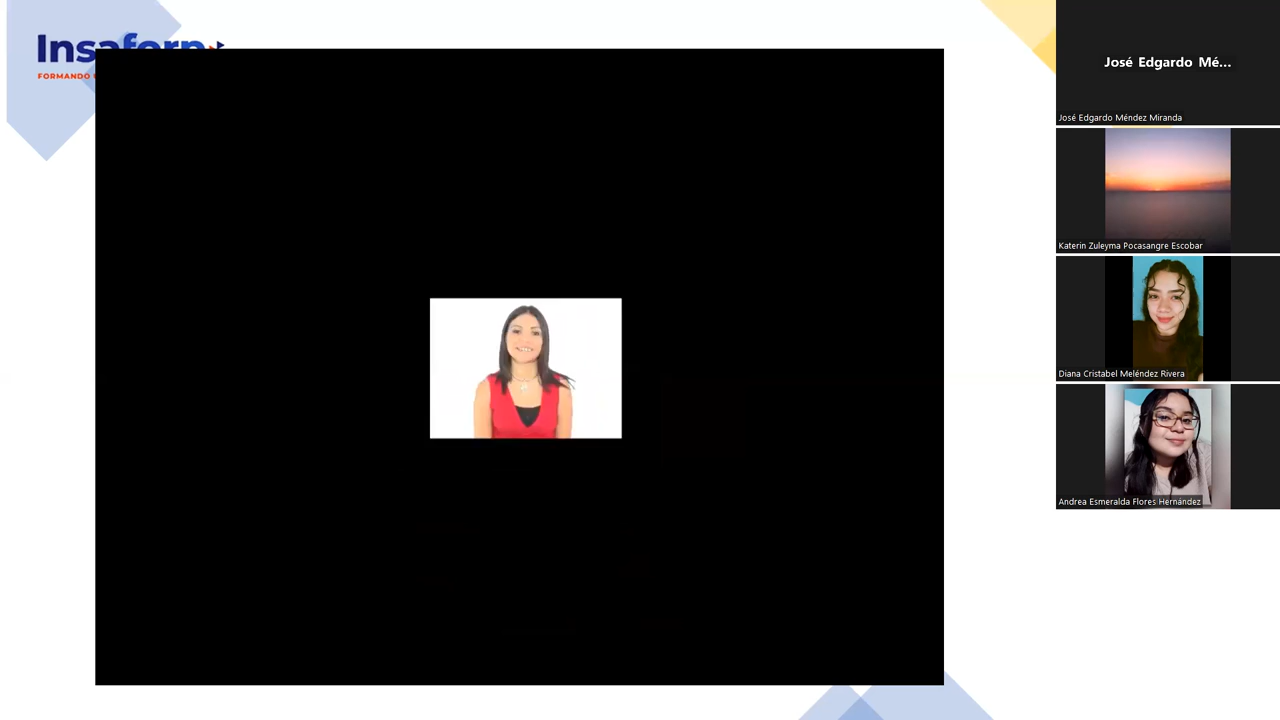 Insaforp
FORMANDO
José Edgardo Mé...
José Edgardo Méndez Miranda
Katerin Zuleyma Pocasangre Escobar
Diana Cristabel Meléndez Rivera
Andrea Esmeralda Flores Hernández